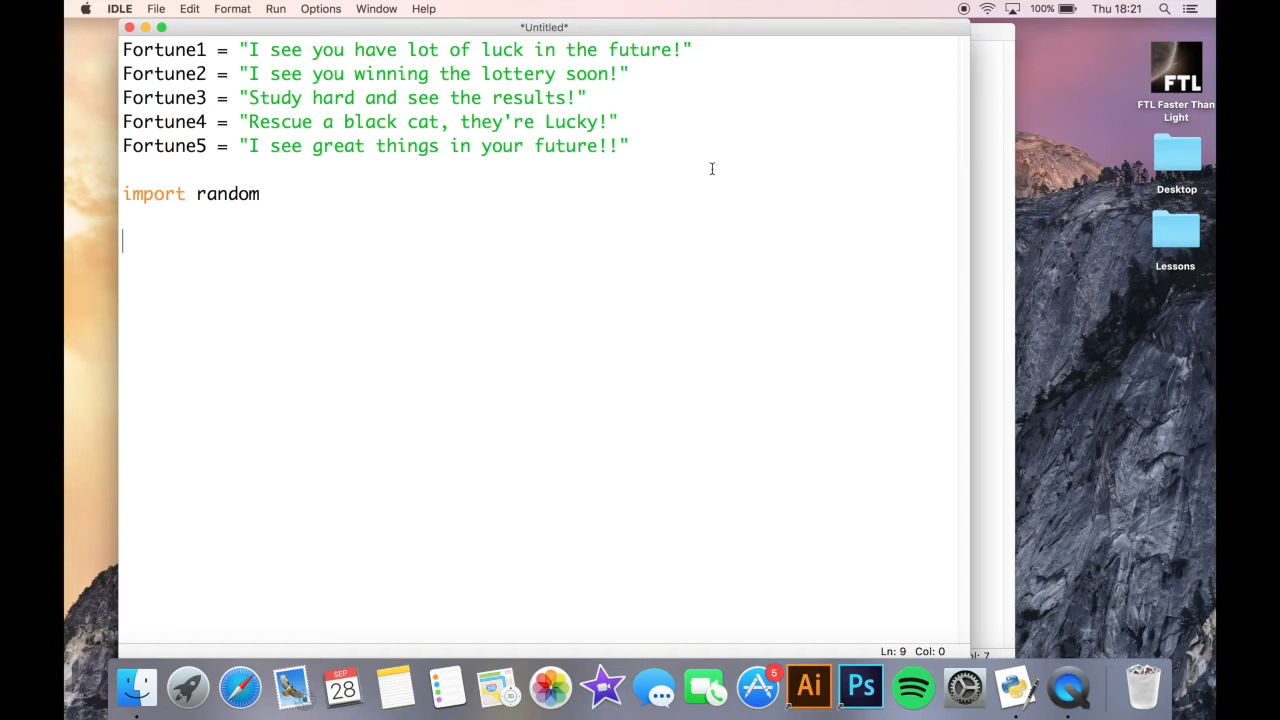 IDLE File Edit Format Run Options Window Help
100% Thu 18:21
*Untitled*
Fortune1 = "I see you have lot of luck in the future!"
Fortune2 = "I see you winning the lottery soon!"
Fortune3 = "Study hard and see the results!"
Fortune4 = "Rescue a black cat, they're Lucky!"
Fortune5 = "I see great things in your future!!"
import random
FTL
FTL Faster Than
Light
Desktop
Lessons
Ln: 9 Col: 0
ol: 7
SEP
28
5
Ai
Ps